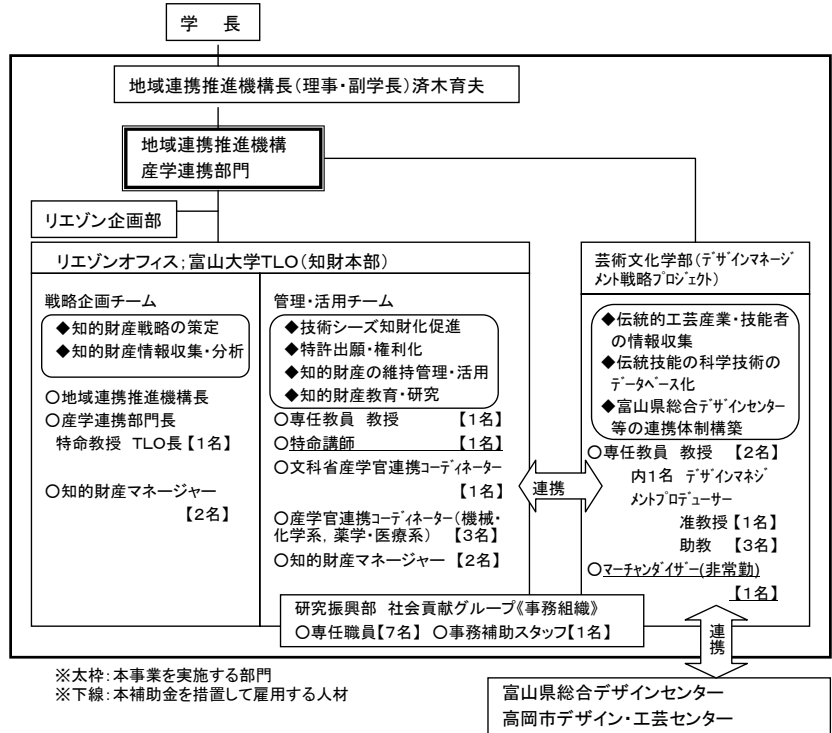 学　長
地域連携推進機構長(理事・副学長)済木育夫
地域連携推進機構
産学連携部門
リエゾン企画部
リエゾンオフィス;富山大学TLO(知財本部)
戦略企画チーム
◆知的財産戦略の策定
◆知的財産情報収集・分析
○地域連携推進機構長
○産学連携部門長
特命教授 TLO長【1名】
○知的財産マネージャー
【2名】
管理・活用チーム
◆技術シーズ知財化促進
◆特許出願・権利化
◆知的財産の維持管理・活用
◆知的財産教育・研究
○専任教員 教授 【1名】
○特命講師 【1名】
○文科省産学官連携ｺｰﾃﾞｨﾈｰﾀｰ
【1名】
○産学官連携ｺｰﾃﾞｨﾈｰﾀｰ(機械・
化学系, 薬学・医療系) 【3名】
○知的財産マネージャー 【2名】
連携
芸術文化学部(ﾃﾞｻﾞｲﾝﾏﾈｰｼﾞ
ﾒﾝﾄ戦略ﾌﾟﾛｼﾞｪｸﾄ)
◆伝統的工芸産業・技能者
の情報収集
◆伝統技能の科学技術の
ﾃﾞｰﾀﾍﾞｰｽ化
◆富山県総合ﾃﾞｻﾞｲﾝｾﾝﾀｰ
等の連携体制構築
○専任教員 教授 【2名】
内1名 ﾃﾞｻﾞｲﾝﾏﾈｼﾞ
ﾒﾝﾄﾌﾟﾛﾃﾞｭｰｻｰ
准教授【1名】
助教 【3名】
○ﾏｰﾁｬﾝﾀﾞｲｻﾞｰ(非常勤)
【1名】
研究振興部 社会貢献グループ《事務組織》
○専任職員【7名】 ○事務補助スタッフ【1名】
連携
※太枠:本事業を実施する部門
※下線:本補助金を措置して雇用する人材
富山県総合デザインセンター
高岡市デザイン・工芸センター